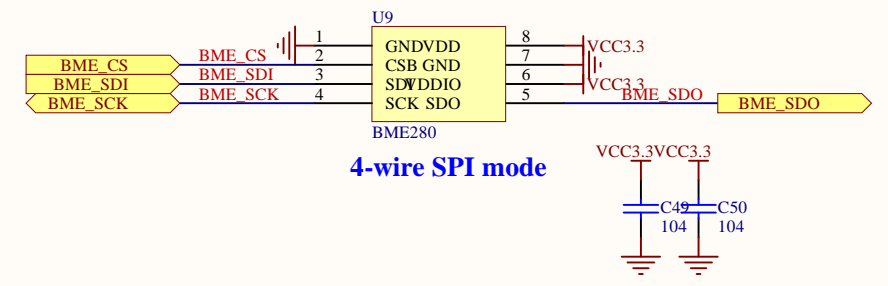 U9
1 GND VDD 8 VCC3.3
BME_CS BME_CS 2 CSB GND 7
BME_SDI BME_SDI 3 SDI VDDIO 6 VCC3.3
BME_SCK BME_SCK 4 SCK SDO 5 BME_SDO BME_SDO
BME280
4-wire SPI mode
VCC3.3 VCC3.3
C49 C50
104 104